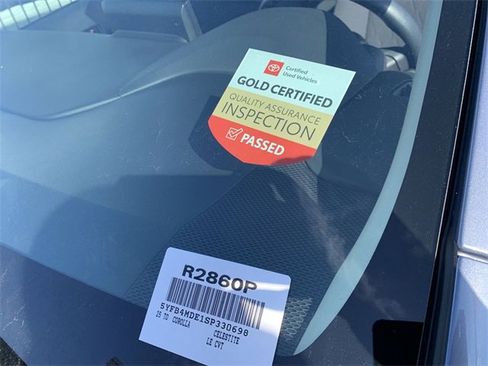 Certified
Used Vehicles
GOLD CERTIFIED
QUALITY ASSURANCE
INSPECTION
PASSED
R2860P
5YFB4MDE1SP330698
25 TO COROLLA
CELESTITE
LE CVT